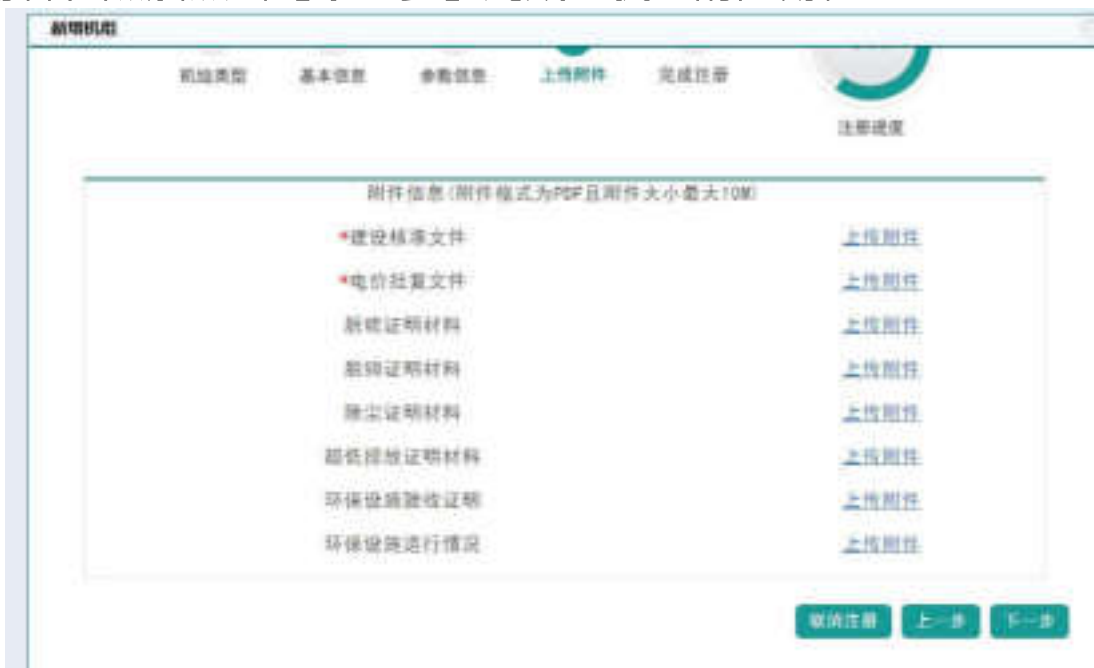 新增机组
机组类型 基本信息 参数信息 上传附件 完成注册
注册进度
附件信息(附件格式为PDF且附件大小最大10M)
*建设核准文件 上传附件
*电价批复文件 上传附件
脱硫证明材料 上传附件
脱硝证明材料 上传附件
除尘证明材料 上传附件
超低排放证明材料 上传附件
环保设施验收证明 上传附件
环保设施运行情况 上传附件
取消注册 上一步 下一步